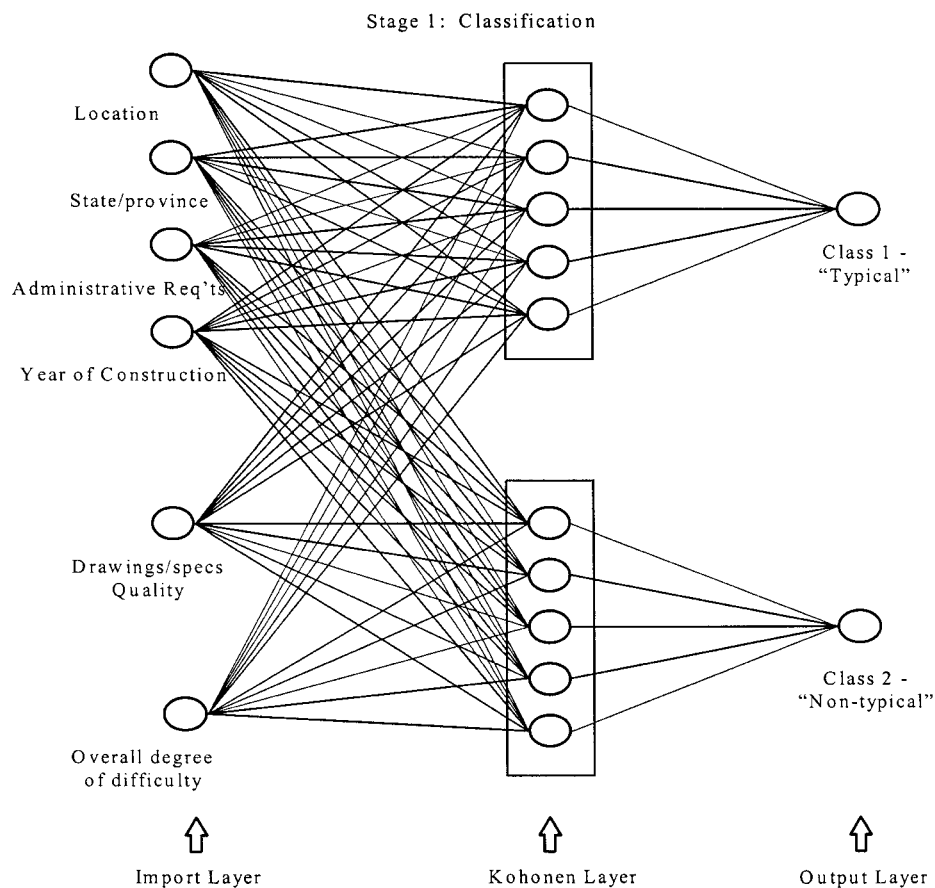 Stage 1: Classification
Location
State/province
Administrative Req'ts
Year of Construction
Drawings/specs
Quality
Overall degree
of difficulty
Class 1 -
“Typical”
Class 2 -
“Non-typical”
Import Layer
Kohonen Layer
Output Layer